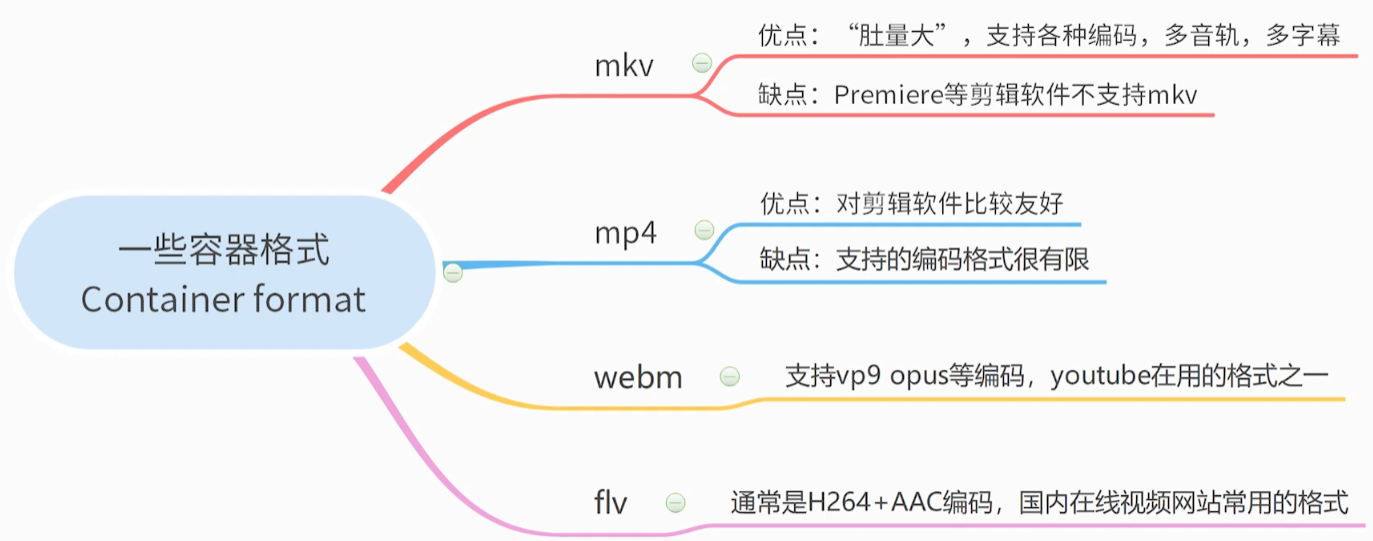 一些容器格式
Container format
mkv
优点：“肚量大”，支持各种编码，多音轨，多字幕
缺点：Premiere等剪辑软件不支持mkv
mp4
优点：对剪辑软件比较友好
缺点：支持的编码格式很有限
webm
支持vp9 opus等编码，youtube在用的格式之一
flv
通常是H264+AAC编码，国内在线视频网站常用的格式